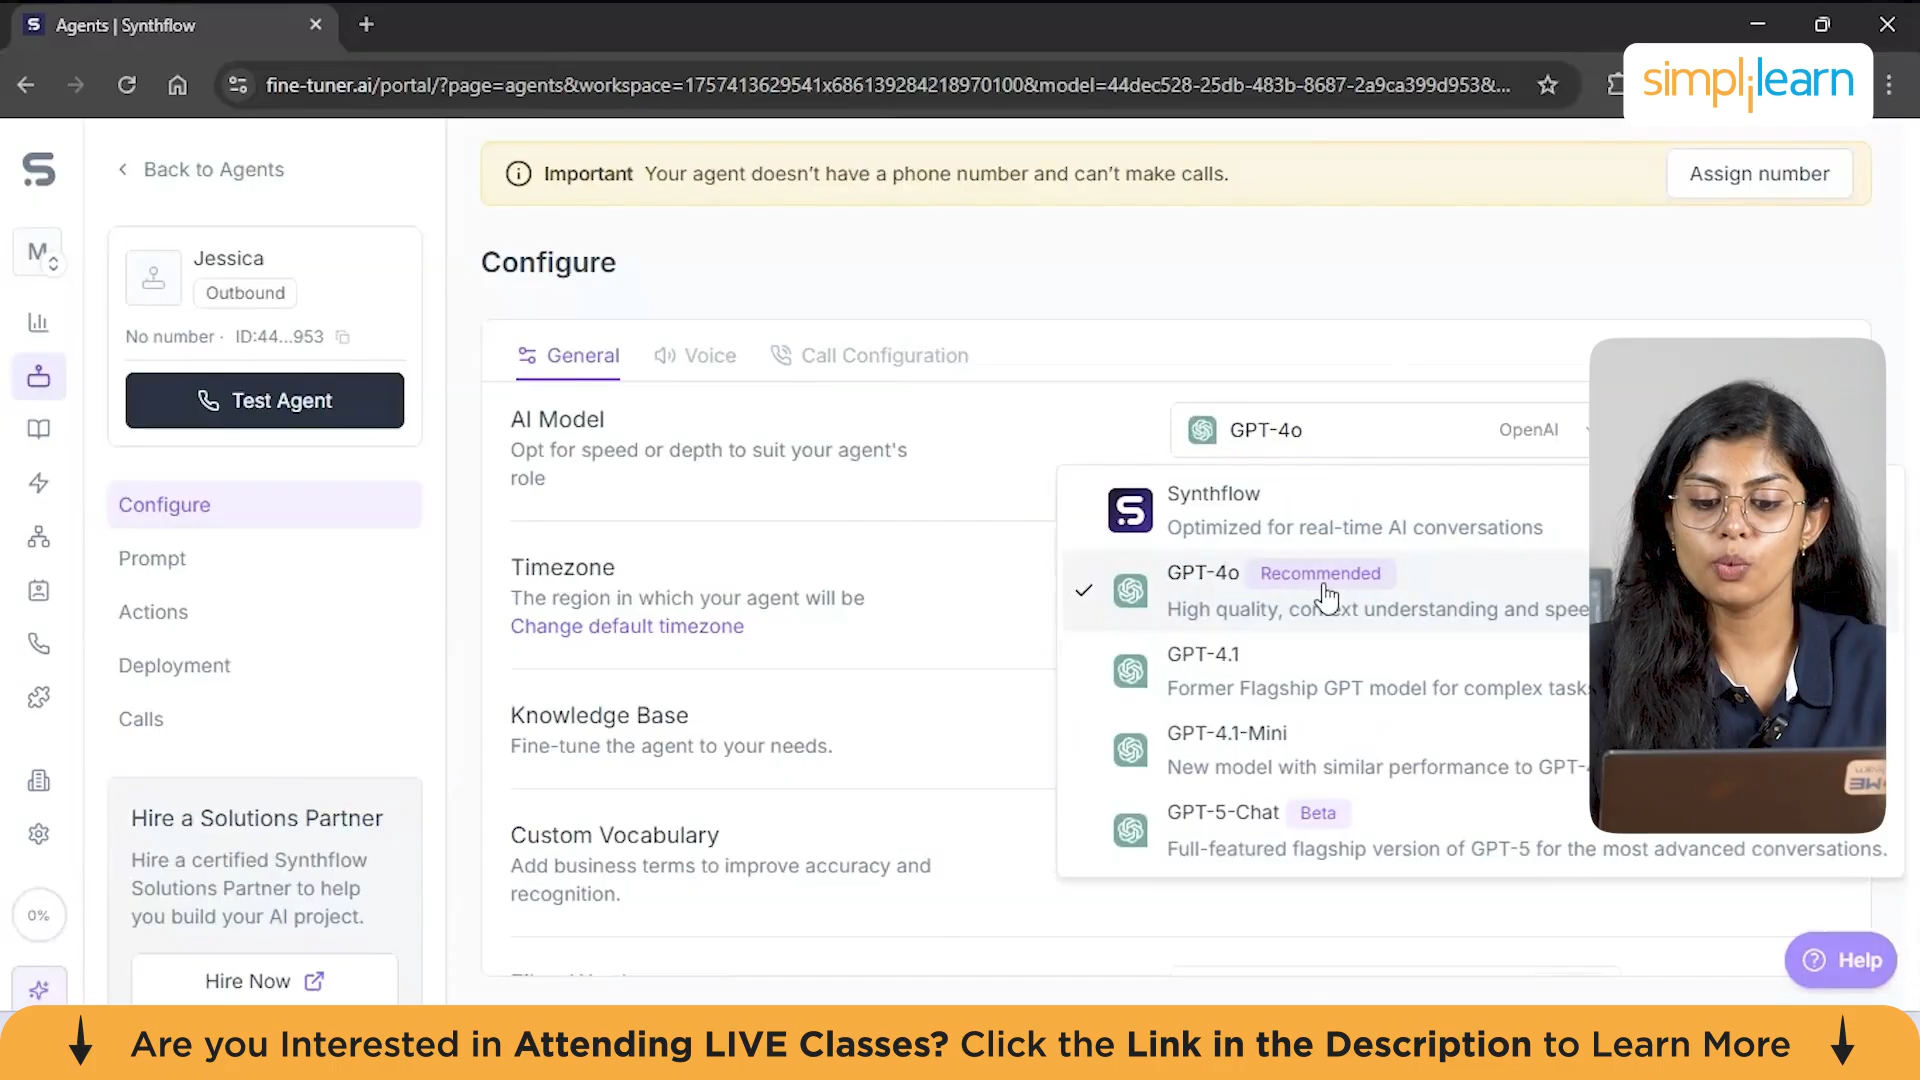 Agents | Synthflow
fine-tuner.ai/portal/?page=agents&workspace=1757413629541x686139284218970100&model=44dec528-25db-483b-8687-2a9ca399d953&...
simplilearn
Back to Agents
Important Your agent doesn't have a phone number and can't make calls.
Assign number
M
Jessica
Outbound
No number · ID:44...953
Test Agent
Configure
Prompt
Actions
Deployment
Calls
Hire a Solutions Partner
Hire a certified Synthflow
Solutions Partner to help
you build your AI project.
Hire Now
0%
Configure
General
Voice
Call Configuration
AI Model
Opt for speed or depth to suit your agent's
role
GPT-4o
OpenAI
Timezone
The region in which your agent will be
Change default timezone
Knowledge Base
Fine-tune the agent to your needs.
Custom Vocabulary
Add business terms to improve accuracy and
recognition.
Synthflow
Optimized for real-time AI conversations
GPT-4o Recommended
High quality, context understanding and spee
GPT-4.1
Former Flagship GPT model for complex tasks
GPT-4.1-Mini
New model with similar performance to GPT-4
GPT-5-Chat Beta
Full-featured flagship version of GPT-5 for the most advanced conversations.
Help
Are you Interested in Attending LIVE Classes? Click the Link in the Description to Learn More